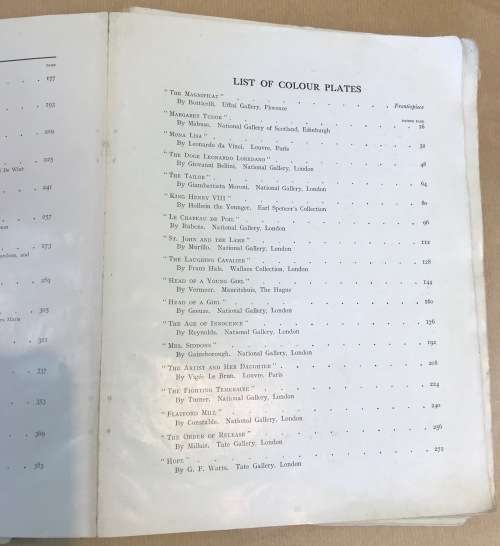 PAGE
177
193
209
225
De Wint
241
257
273
289
305
321
337
353
369
383
LIST OF COLOUR PLATES
"THE MAGNIFICAT" Frontispiece
By Botticelli, Uffizi Gallery, Florence
FACING PAGE
"MARGARET TUDOR" 16
By Mabuse. National Gallery of Scotland, Edinburgh
"MONA LISA" 32
By Leonardo da Vinci. Louvre, Paris
"THE DOGE LEONARDO LOREDANO" 48
By Giovanni Bellini, National Gallery, London
"THE TAILOR" 64
By Giambattista Moroni. National Gallery, London
"KING HENRY VIII" 80
By Holbein the Younger. Earl Spencer's Collection
"LE CHAPEAU DE POIL" 96
By Rubens. National Gallery, London
"ST. JOHN AND THE LAMB" 112
By Murillo. National Gallery, London
"THE LAUGHING CAVALIER" 128
By Franz Hals. Wallace Collection, London
"HEAD OF A YOUNG GIRL" 144
By Vermeer. Mauritshuis, The Hague
"HEAD OF A GIRL" 160
By Greuze. National Gallery, London
"THE AGE OF INNOCENCE" 176
By Reynolds. National Gallery, London
"MRS. SIDDONS" 192
By Gainsborough. National Gallery, London
"THE ARTIST AND HER DAUGHTER" 208
By Vigée Le Brun. Louvre, Paris
"THE FIGHTING TEMERAIRE" 224
By Turner. National Gallery, London
"FLATFORD MILL" 240
By Constable. National Gallery, London
"THE ORDER OF RELEASE" 256
By Millais. Tate Gallery, London
"HOPE" 272
By G. F. Watts. Tate Gallery, London